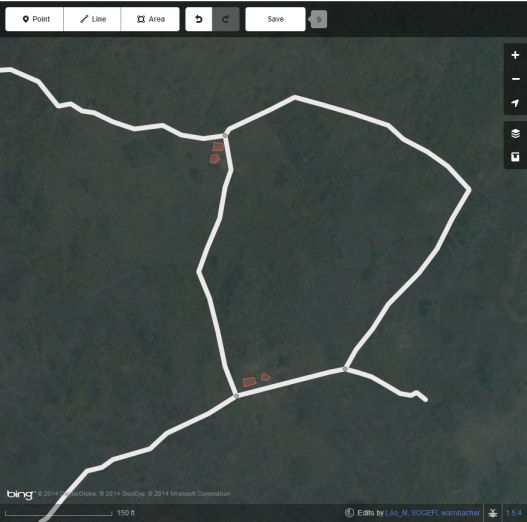 Point Line Area Save 9
bing © 2014 DigitalGlobe, © 2014 GeoEye, © 2014 Microsoft Corporation
150 ft Edits by Léo_M, SOGEFI, wambacher 1.5.4